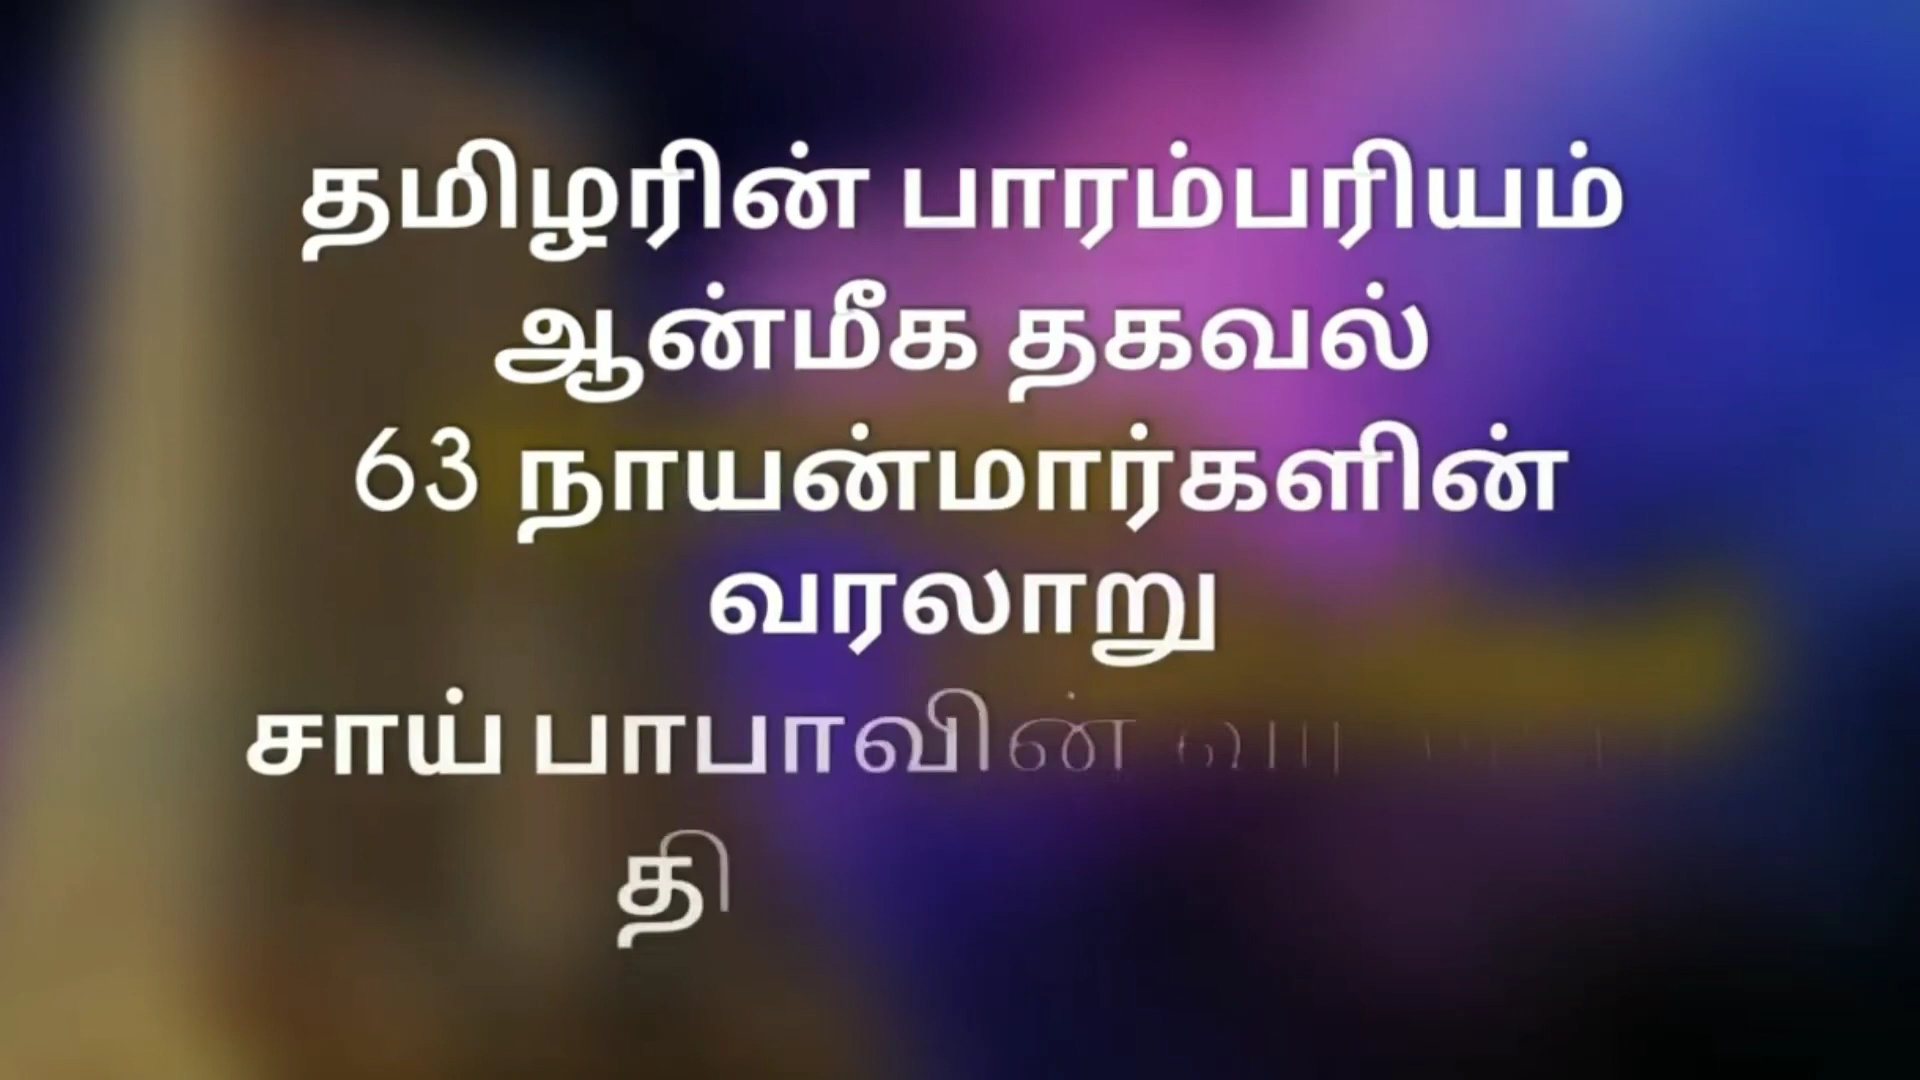 தமிழரின் பாரம்பரியம்
ஆன்மீக தகவல்
63 நாயன்மார்களின்
வரலாறு
சாய் பாபாவின்